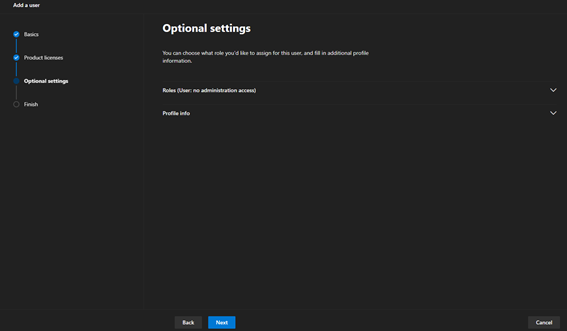 Add a user
Basics
Product licenses
Optional settings
Finish
Optional settings
You can choose what role you'd like to assign for this user, and fill in additional profile
information.
Roles (User: no administration access)
Profile info
Back
Next
Cancel